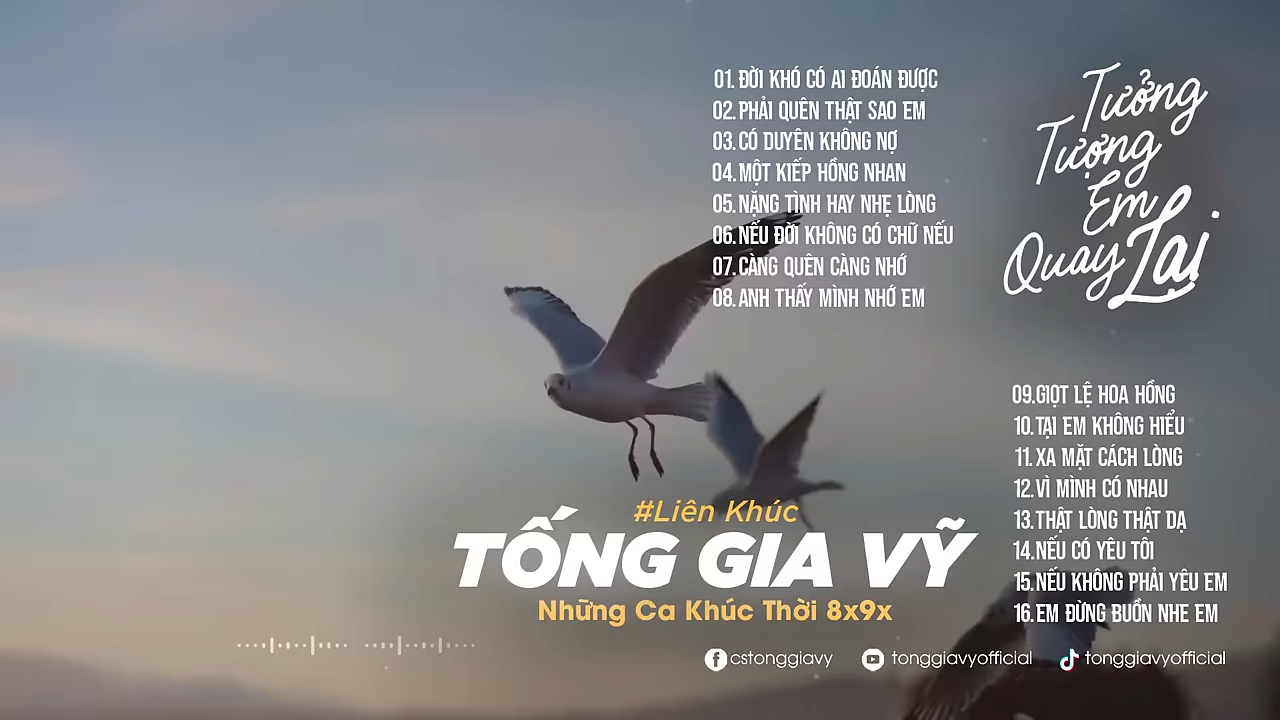 01. ĐỜI KHÓ CÓ AI ĐOÁN ĐƯỢC
02. PHẢI QUÊN THẬT SAO EM
03. CÓ DUYÊN KHÔNG NỢ
04. MỘT KIẾP HỒNG NHAN
05. NẶNG TÌNH HAY NHẸ LÒNG
06. NẾU ĐỜI KHÔNG CÓ CHỮ NẾU
07. CÀNG QUÊN CÀNG NHỚ
08. ANH THẤY MÌNH NHỚ EM
Tưởng
Tượng
Em
Quay Lại
09. GIỌT LỆ HOA HỒNG
10. TẠI EM KHÔNG HIỂU
11. XA MẶT CÁCH LÒNG
12. VÌ MÌNH CÓ NHAU
13. THẬT LÒNG THẬT DẠ
14. NẾU CÓ YÊU TÔI
15. NẾU KHÔNG PHẢI YÊU EM
16. EM ĐỪNG BUỒN NHE EM
#Liên Khúc
TỐNG GIA VỸ
Những Ca Khúc Thời 8x9x
cstonggiavy tonggiavyofficial tonggiavyofficial